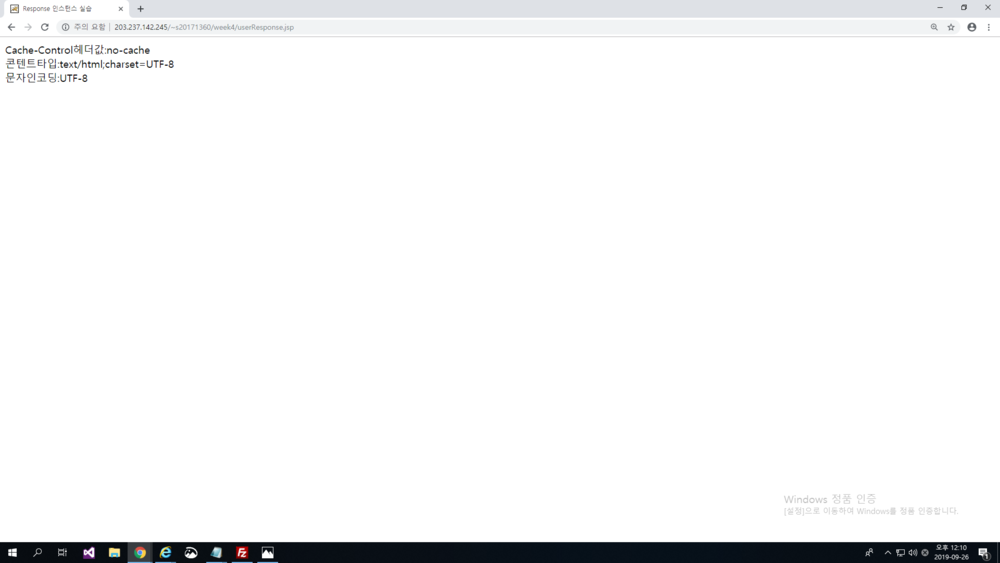 Response 인스턴스 실습
주의 요함 | 203.237.142.245/~s20171360/week4/userResponse.jsp
Cache-Control헤더값:no-cache
콘텐트타입:text/html;charset=UTF-8
문자인코딩:UTF-8
Windows 정품 인증
[설정]으로 이동하여 Windows를 정품 인증합니다.
오후 12:10
2019-09-26
1